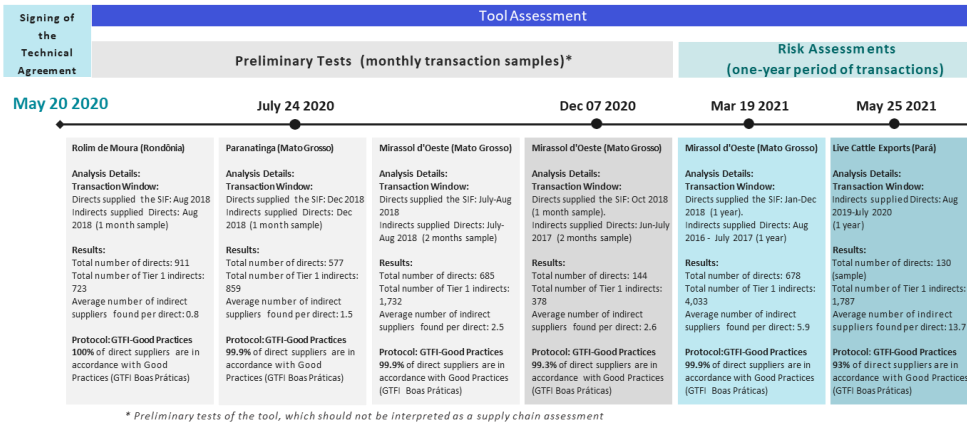 Signing of
the
Technical
Agreement
Tool Assessment
Preliminary Tests (monthly transaction samples)*
Risk Assessments
(one-year period of transactions)
May 20 2020
July 24 2020
Dec 07 2020
Mar 19 2021
May 25 2021
Rolim de Moura (Rondônia)
Analysis Details:
Transaction Window:
Directs supplied the SIF: Aug 2018
Indirects supplied Directs: Aug
2018 (1 month sample)
Results:
Total number of directs: 911
Total number of Tier 1 indirects:
723
Average number of indirect
suppliers found per direct: 0.8
Protocol: GTFI-Good Practices
100% of direct suppliers are in
accordance with Good
Practices (GTFI Boas Práticas)
Paranatinga (Mato Grosso)
Analysis Details:
Transaction Window:
Directs supplied the SIF: Dec 2018
Indirects supplied Directs: Dec
2018 (1 month sample)
Results:
Total number of directs: 577
Total number of Tier 1 indirects:
859
Average number of indirect
suppliers found per direct: 1.5
Protocol: GTFI-Good Practices
99.9% of direct suppliers are in
accordance with Good
Practices (GTFI Boas Práticas)
Mirassol d'Oeste (Mato Grosso)
Analysis Details:
Transaction Window:
Directs supplied the SIF: July-Aug
2018
Indirects supplied Directs: July-
Aug 2018 (2 months sample)
Results:
Total number of directs: 685
Total number of Tier 1 indirects:
1,732
Average number of indirect
suppliers found per direct: 2.5
Protocol: GTFI-Good Practices
99.9% of direct suppliers are in
accordance with Good
Practices (GTFI Boas Práticas)
Mirassol d'Oeste (Mato Grosso)
Analysis Details:
Transaction Window:
Directs supplied the SIF: Oct 2018
(1 month sample).
Indirects supplied Directs: Jun-July
2017 (2 months sample)
Results:
Total number of directs: 144
Total number of Tier 1 indirects:
378
Average number of indirect
suppliers found per direct: 2.6
Protocol: GTFI-Good Practices
99.3% of direct suppliers are in
accordance with Good Practices
(GTFI Boas Práticas)
Mirassol d'Oeste (Mato Grosso)
Analysis Details:
Transaction Window:
Directs supplied the SIF: Jan-Dec
2018 (1 year).
Indirects supplied Directs: Aug
2016 - July 2017 (1 year)
Results:
Total number of directs: 678
Total number of Tier 1 indirects:
4,033
Average number of indirect
suppliers found per direct: 5.9
Protocol:GTFI-Good Practices
99.9% of direct suppliers are in
accordance with Good Practices
(GTFI Boas Práticas)
Live Cattle Exports (Pará)
Analysis Details:
Transaction Window:
Indirects supplied Directs: Aug
2019-July 2020
(1 year)
Results:
Total number of directs: 130
(sample)
Total number of Tier 1 indirects:
1,787
Average number of indirect
suppliers found per direct: 13.7
Protocol: GTFI-Good Practices
93% of direct suppliers are in
accordance with Good Practices
(GTFI Boas Práticas)
* Preliminary tests of the tool, which should not be interpreted as a supply chain assessment